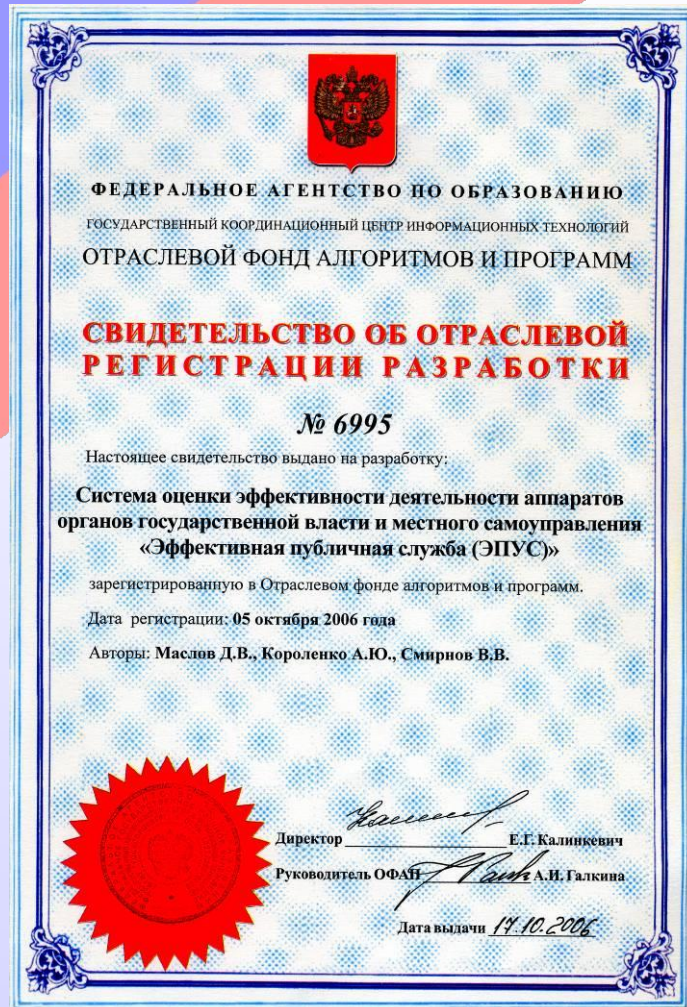 ФЕДЕРАЛЬНОЕ АГЕНТСТВО ПО ОБРАЗОВАНИЮ
ГОСУДАРСТВЕННЫЙ КООРДИНАЦИОННЫЙ ЦЕНТР ИНФОРМАЦИОННЫХ ТЕХНОЛОГИЙ
ОТРАСЛЕВОЙ ФОНД АЛГОРИТМОВ И ПРОГРАММ
СВИДЕТЕЛЬСТВО ОБ ОТРАСЛЕВОЙ
РЕГИСТРАЦИИ РАЗРАБОТКИ
№ 6995
Настоящее свидетельство выдано на разработку:
Система оценки эффективности деятельности аппаратов
органов государственной власти и местного самоуправления
«Эффективная публичная служба (ЭПУС)»
зарегистрированную в Отраслевом фонде алгоритмов и программ.
Дата регистрации: 05 октября 2006 года
Авторы: Маслов Д.В., Короленко А.Ю., Смирнов В.В.
Директор Е.Г. Калинкевич
Руководитель ОФАП А.И. Галкина
Дата выдачи 17.10.2006